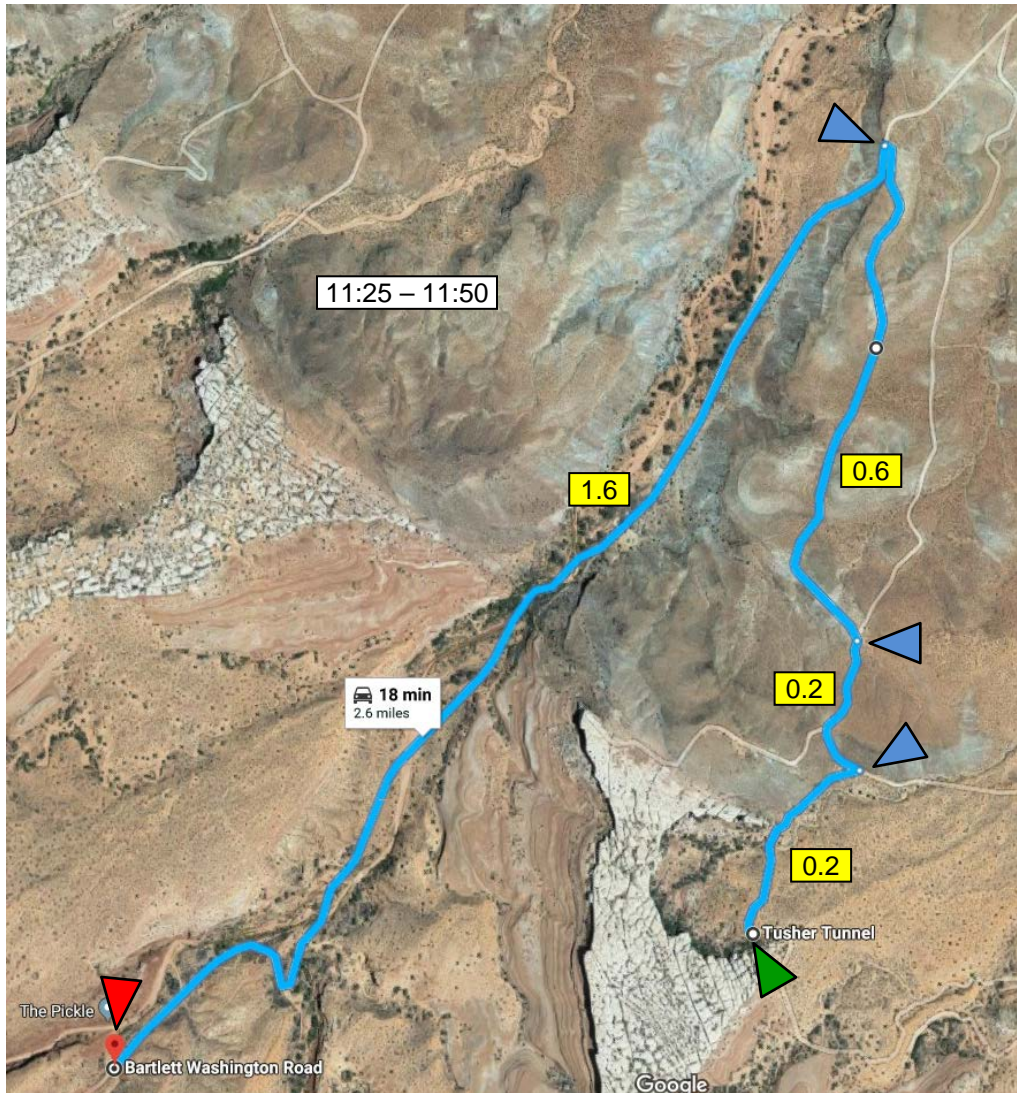 11:25 – 11:50
0.6
1.6
18 min
2.6 miles
0.2
0.2
Tusher Tunnel
The Pickle
Bartlett Washington Road
Google